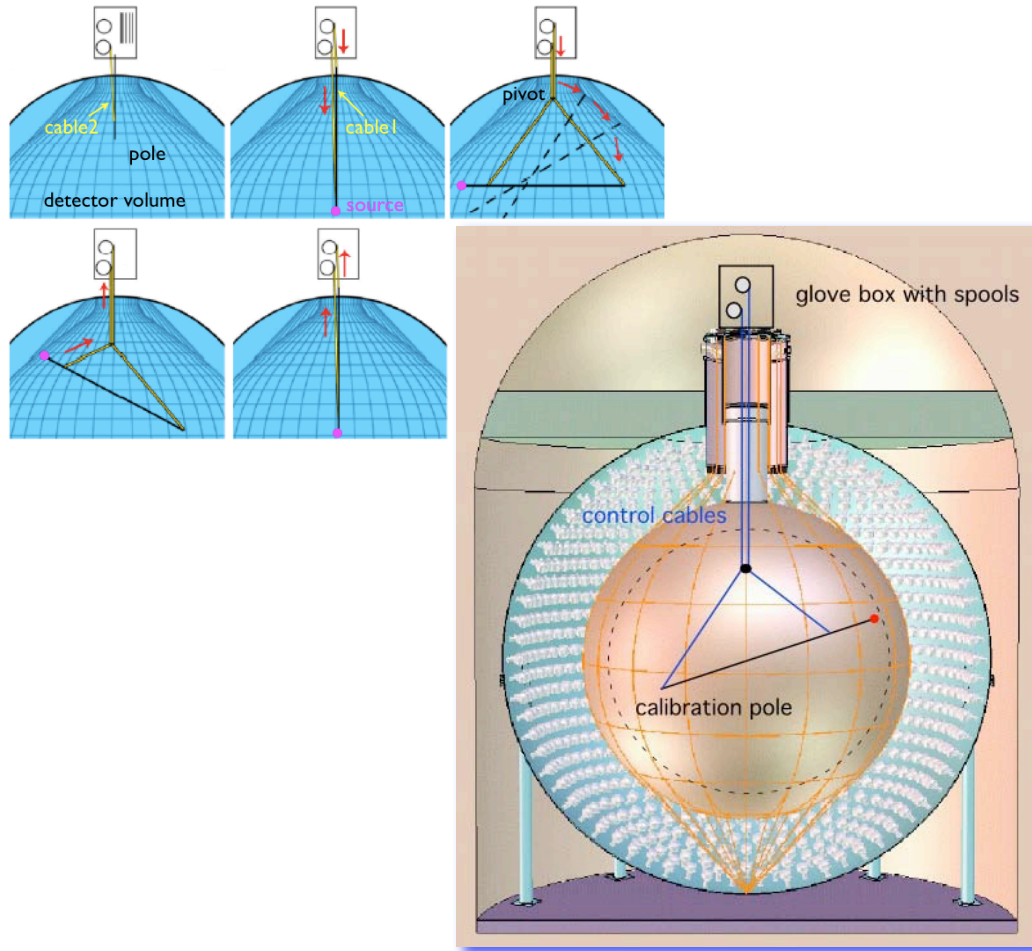 cable2
pole
detector volume
cable1
source
pivot
glove box with spools
control cables
calibration pole